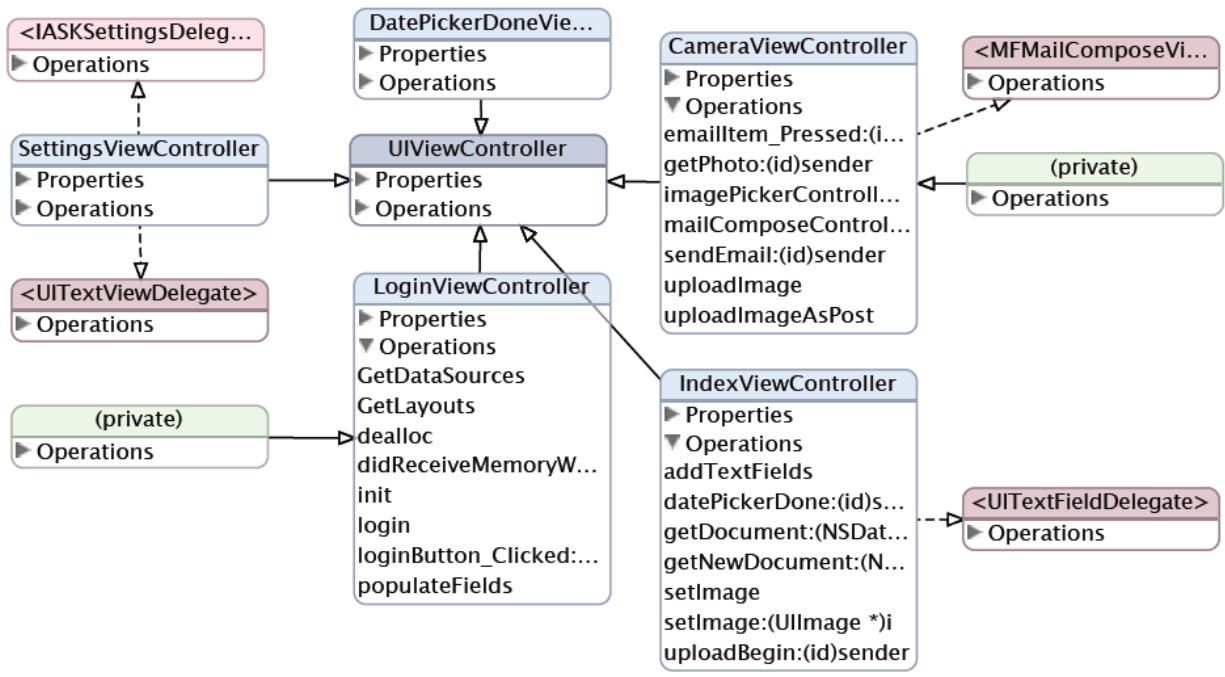 <IASKSettingsDeleg...
Operations
SettingsViewController
Properties
Operations
<UITextViewDelegate>
Operations
(private)
Operations
DatePickerDoneVie...
Properties
Operations
UIViewController
Properties
Operations
LoginViewController
Properties
Operations
GetDataSources
GetLayouts
dealloc
didReceiveMemoryW...
init
login
loginButton_Clicked:...
populateFields
CameraViewController
Properties
Operations
emailItem_Pressed:(i...
getPhoto:(id)sender
imagePickerControll...
mailComposeControl...
sendEmail:(id)sender
uploadImage
uploadImageAsPost
IndexViewController
Properties
Operations
addTextFields
datePickerDone:(id)s...
getDocument:(NSDat...
getNewDocument:(N...
setImage
setImage:(UIImage *)i
uploadBegin:(id)sender
<MFMailComposeVi...
Operations
(private)
Operations
<UITextFieldDelegate>
Operations